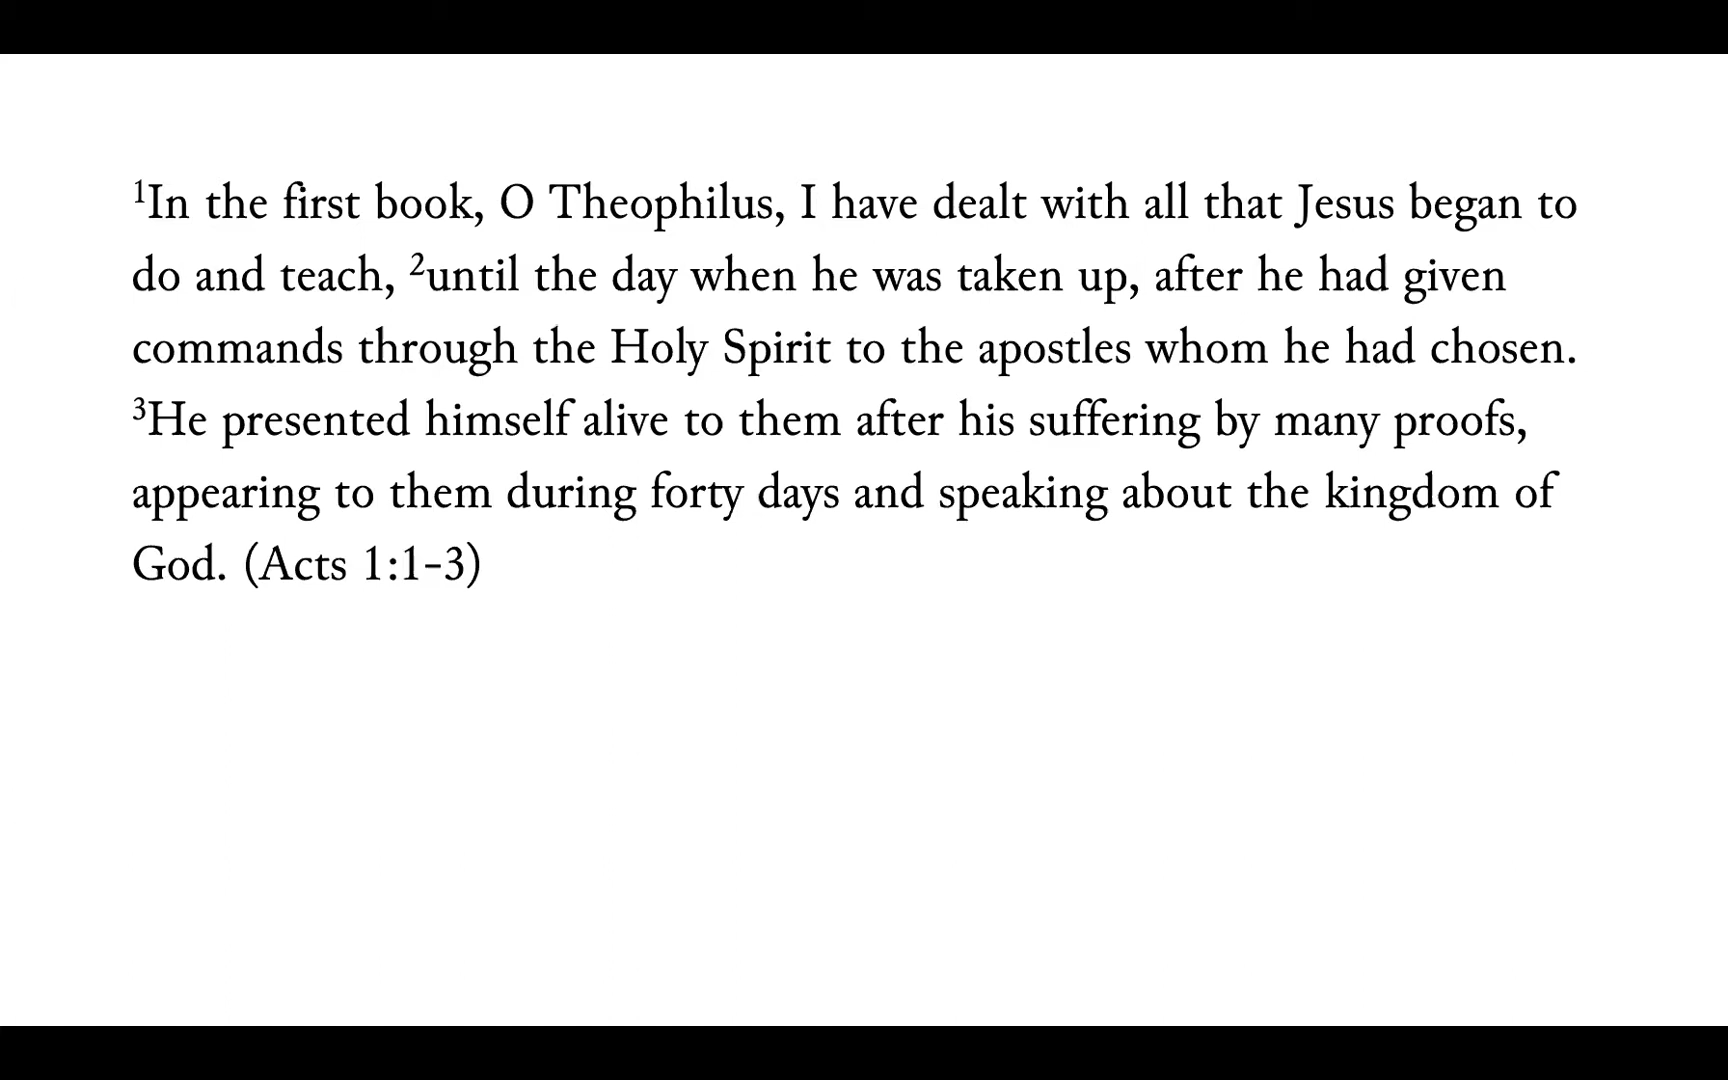 ¹In the first book, O Theophilus, I have dealt with all that Jesus began to
do and teach, ²until the day when he was taken up, after he had given
commands through the Holy Spirit to the apostles whom he had chosen.
³He presented himself alive to them after his suffering by many proofs,
appearing to them during forty days and speaking about the kingdom of
God. (Acts 1:1-3)